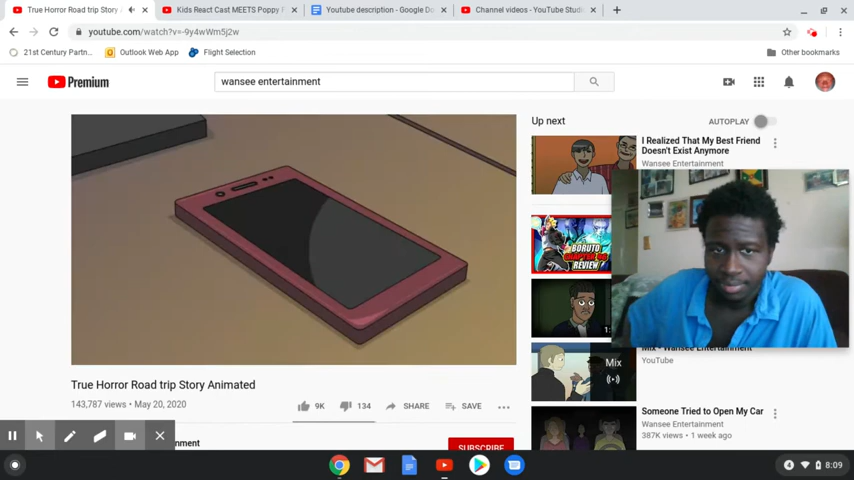 True Horror Road trip Story A
Kids React Cast MEETS Poppy
Youtube description - Google Do
Channel videos - YouTube Studi
youtube.com/watch?v=-9y4wWm5j2w
21st Century Partn...
Outlook Web App
Flight Selection
Other bookmarks
Premium
wansee entertainment
Up next
AUTOPLAY
I Realized That My Best Friend
Doesn't Exist Anymore
Wansee Entertainment
BORUTO
REVIEW
Mix
YouTube
True Horror Road trip Story Animated
143,787 views • May 20, 2020
9K
134
SHARE
SAVE
Someone Tried to Open My Car
Wansee Entertainment
387K views • 1 week ago
SUBSCRIBE
4
8:09